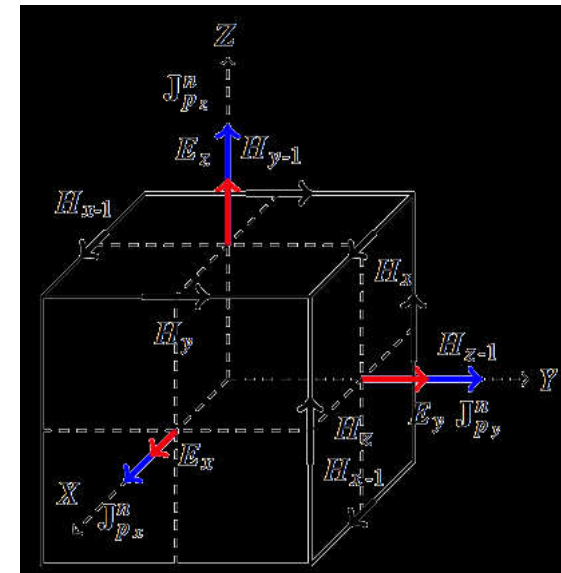 Z
J^n_{p_z}
E_z H_{y-1}
H_{x-1}
H_x
H_y
H_{z-1}
Y
E_y J^n_{p_y}
H_z
E_x
H_{x-1}
X
J^n_{p_x}